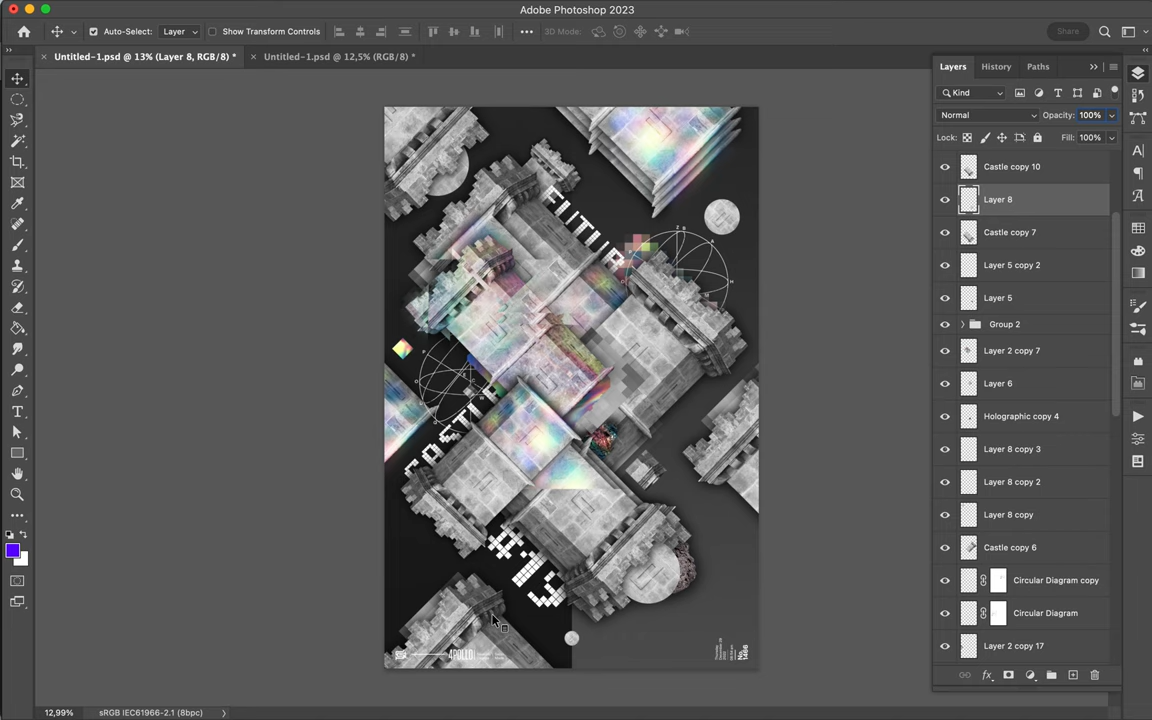 Adobe Photoshop 2023
Auto-Select:
Layer
Show Transform Controls
3D Mode:
Share
Untitled-1.psd @ 13% (Layer 8, RGB/8) *
Untitled-1.psd @ 12,5% (RGB/8) *
Layers
History
Paths
Kind
Normal
Opacity:
100%
Lock:
Fill:
100%
Castle copy 10
Layer 8
Castle copy 7
Layer 5 copy 2
Layer 5
Group 2
Layer 2 copy 7
Layer 6
Holographic copy 4
Layer 8 copy 3
Layer 8 copy 2
Layer 8 copy
Castle copy 6
Circular Diagram copy
Circular Diagram
Layer 2 copy 17
4POLLO
No. 1466
12,99%
sRGB IEC61966-2.1 (8bpc)